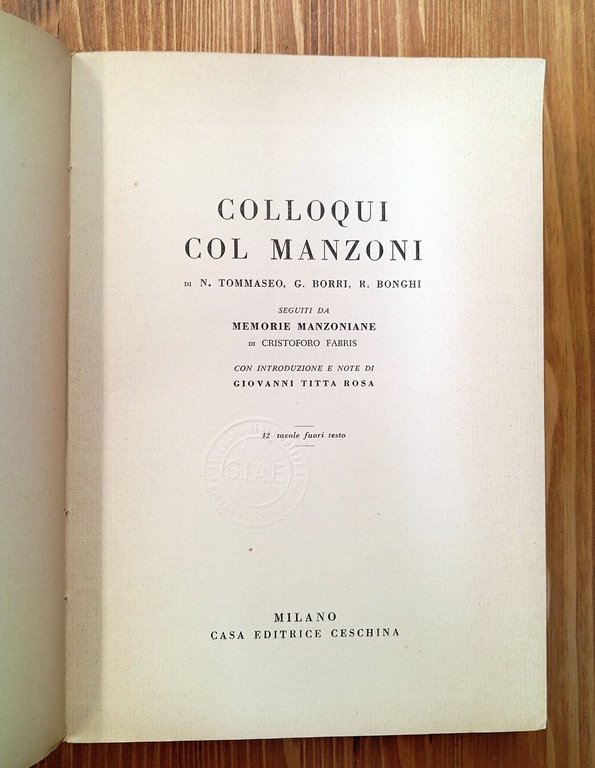 COLLOQUI
COL MANZONI
DI N. TOMMASEO, G. BORRI, R. BONGHI
SEGUITI DA
MEMORIE MANZONIANE
DI CRISTOFORO FABRIS
CON INTRODUZIONE E NOTE DI
GIOVANNI TITTA ROSA
12 tavole fuori testo
SIAE
MILANO
CASA EDITRICE CESCHINA